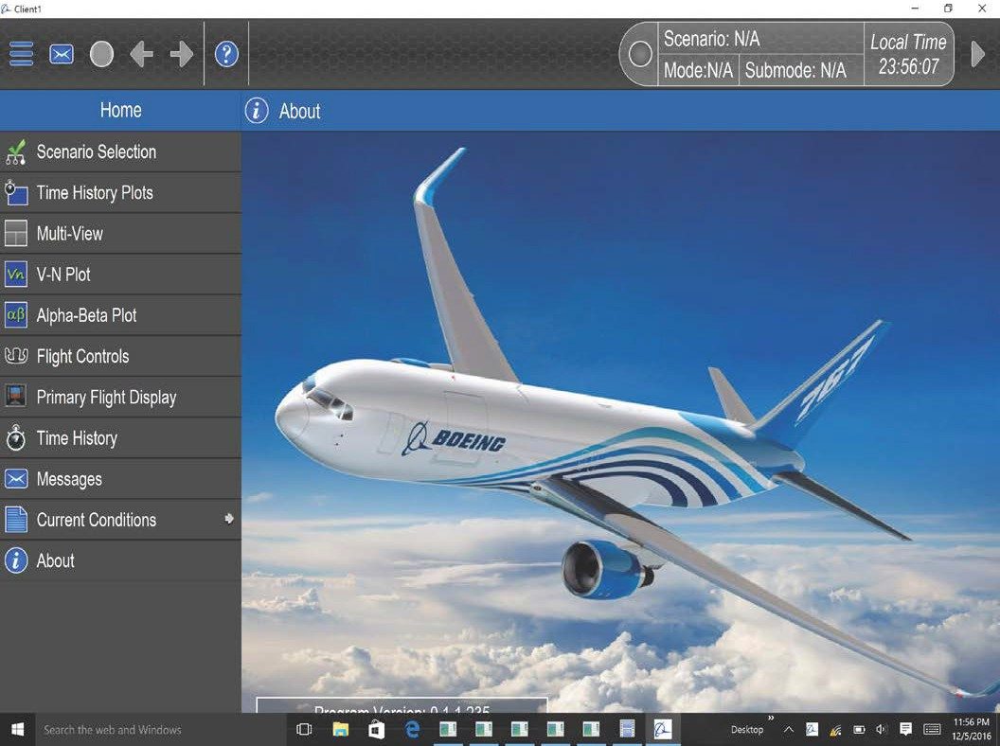 Client1
Scenario: N/A
Mode:N/A
Submode: N/A
Local Time
23:56:07
Home
About
Scenario Selection
Time History Plots
Multi-View
Vn
V-N Plot
αβ
Alpha-Beta Plot
Flight Controls
Primary Flight Display
Time History
Messages
Current Conditions
About
BOEING
767
Program Version: 0.1.1.235
Search the web and Windows
Desktop
11:56 PM
12/5/2016